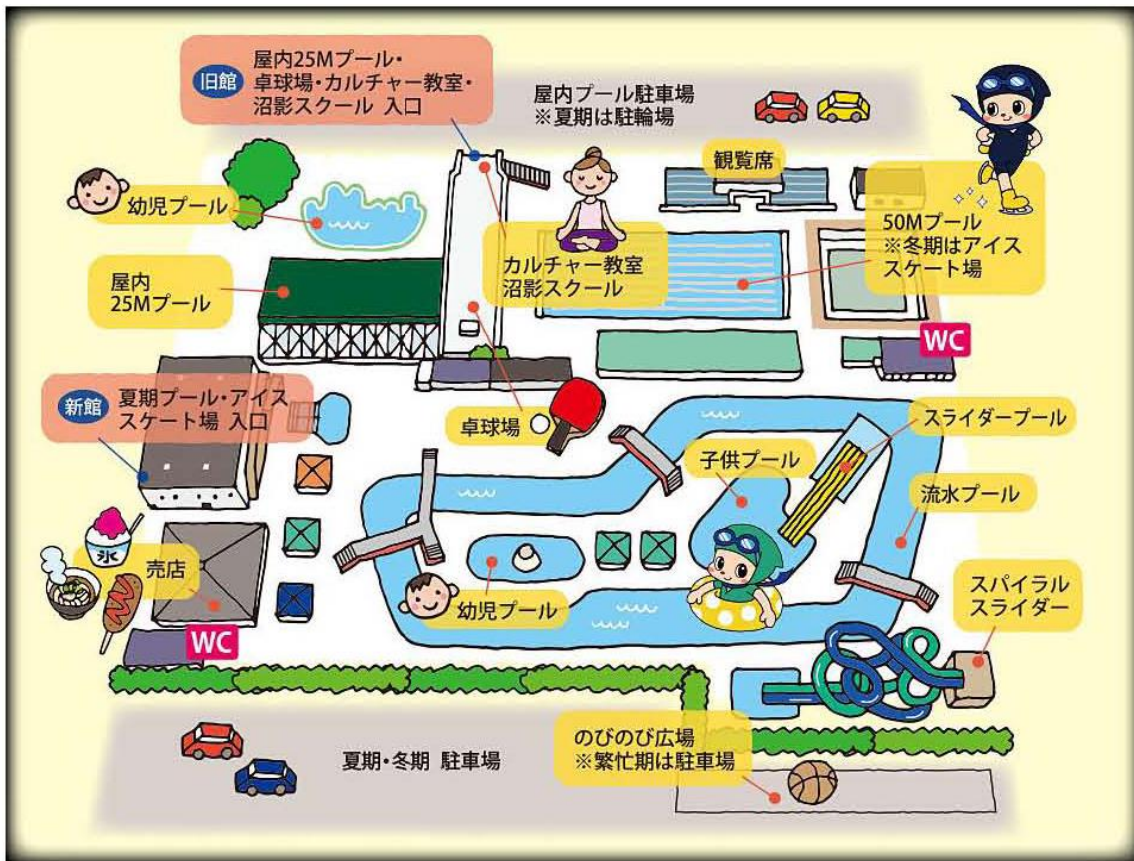 旧館
屋内25Mプール・
卓球場・カルチャー教室・
沼影スクール 入口
屋内プール駐車場
※夏期は駐輪場
観覧席
幼児プール
50Mプール
※冬期はアイス
スケート場
カルチャー教室
沼影スクール
屋内
25Mプール
WC
新館
夏期プール・アイス
スケート場 入口
卓球場
スライダープール
子供プール
流水プール
氷
売店
幼児プール
スパイラル
スライダー
WC
のびのび広場
※繁忙期は駐車場
夏期・冬期 駐車場